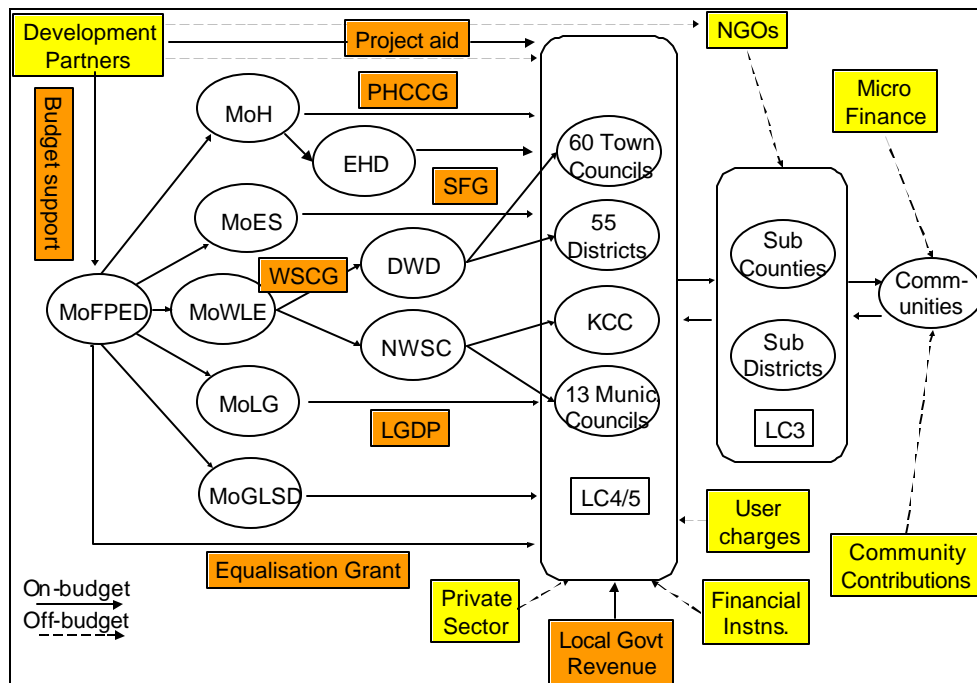 Development
Partners
Project aid
NGOs
Budget support
PHCCG
MoH
EHD
SFG
Micro
Finance
60 Town
Councils
MoES
55
Districts
WSCG
DWD
Sub
Counties
MoFPED
MoWLE
NWSC
KCC
Comm-
unities
Sub
Districts
MoLG
LGDP
13 Munic
Councils
LC3
MoGLSD
LC4/5
User
charges
Equalisation Grant
Community
Contributions
On-budget
Off-budget
Private
Sector
Local Govt
Revenue
Financial
Instns.